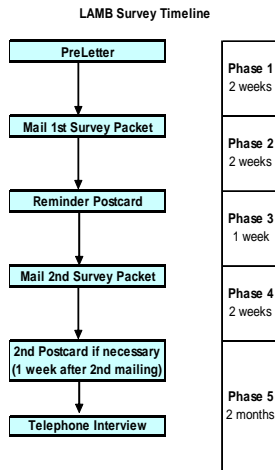 LAMB Survey Timeline
PreLetter
Phase 1
2 weeks
Mail 1st Survey Packet
Phase 2
2 weeks
Reminder Postcard
Phase 3
1 week
Mail 2nd Survey Packet
Phase 4
2 weeks
2nd Postcard if necessary
(1 week after 2nd mailing)
Phase 5
2 months
Telephone Interview